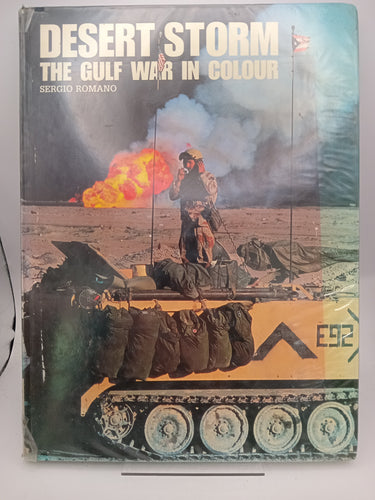 DESERT STORM
THE GULF WAR IN COLOUR
SERGIO ROMANO
E92